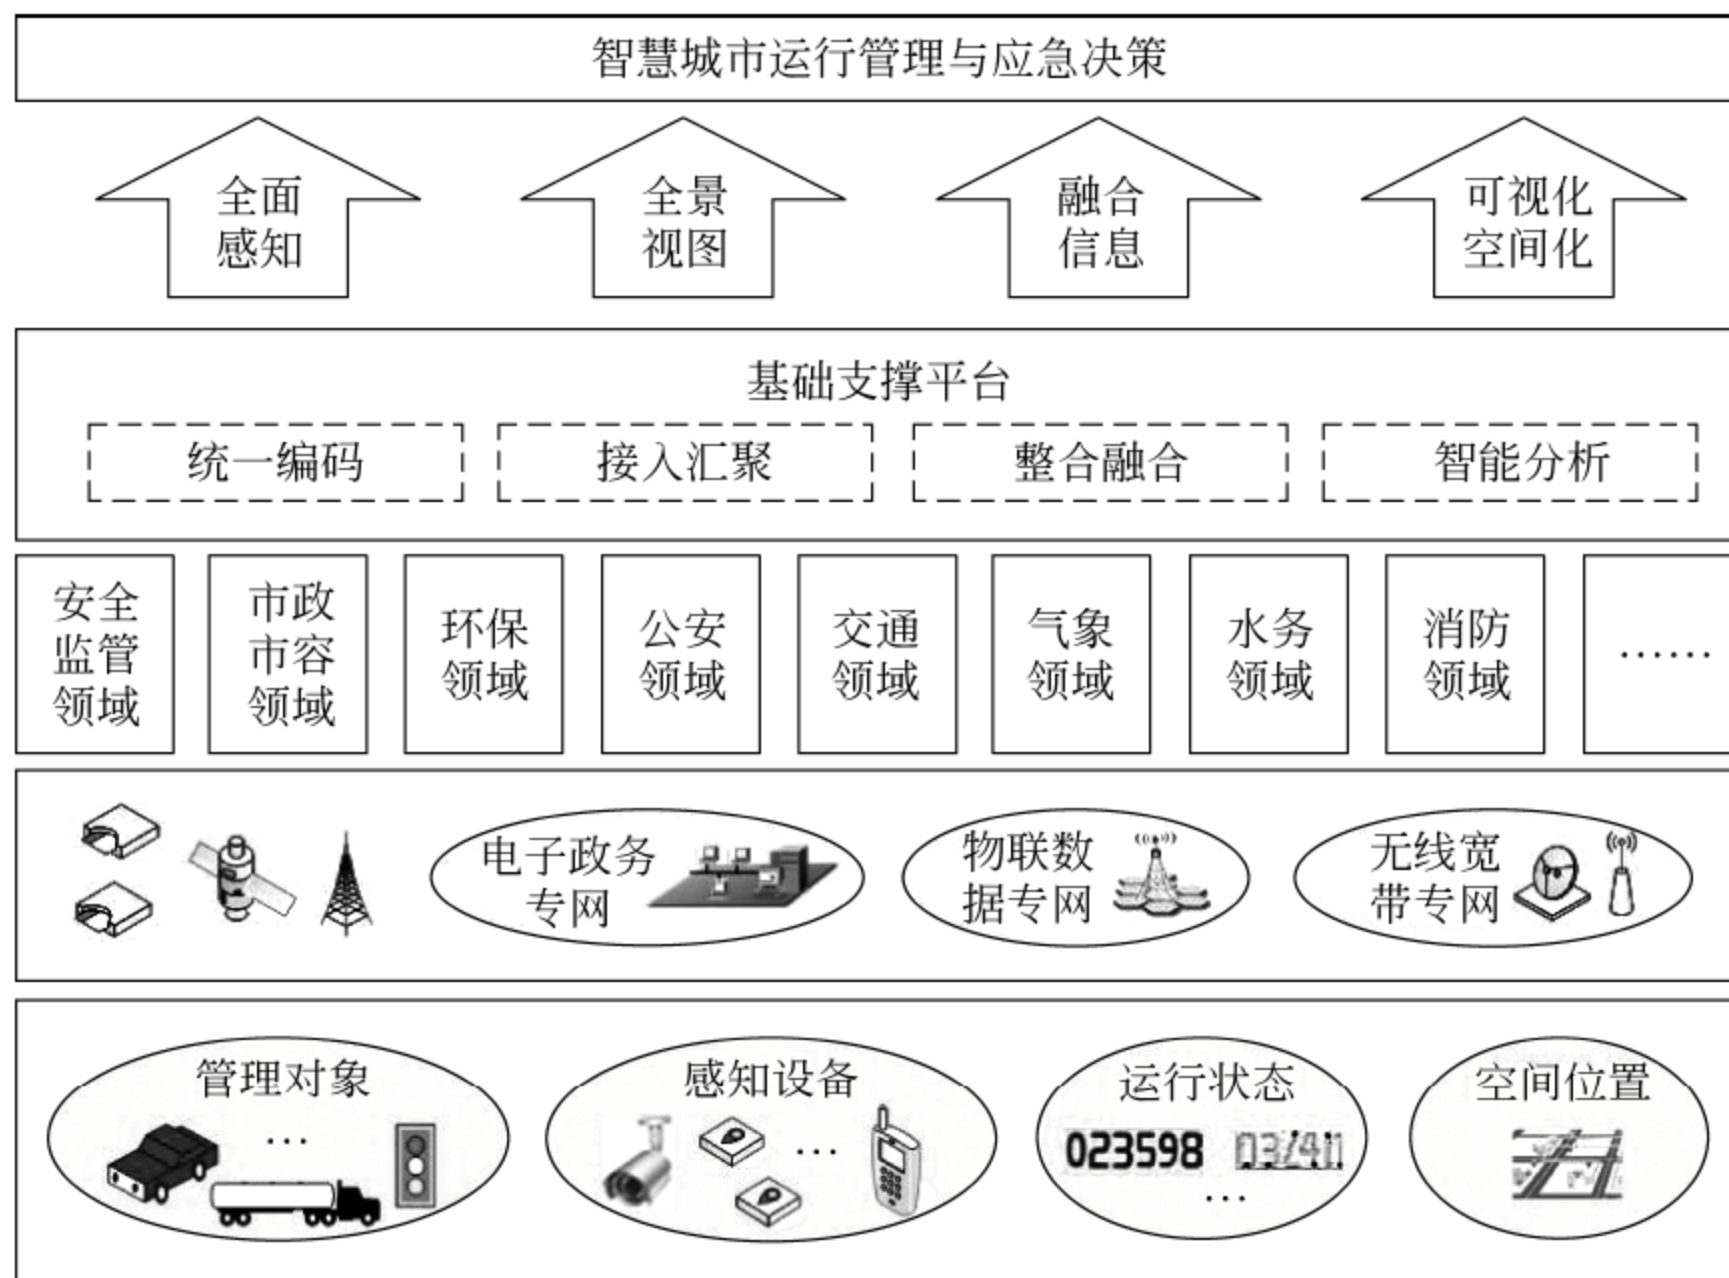 智慧城市运行管理与应急决策
全面
感知
全景
视图
融合
信息
可视化
空间化
基础支撑平台
统一编码
接入汇聚
整合融合
智能分析
安全
监管
领域
市政
市容
领域
环保
领域
公安
领域
交通
领域
气象
领域
水务
领域
消防
领域
……
电子政务
专网
物联数
据专网
无线宽
带专网
管理对象
…
感知设备
…
运行状态
023598
…
空间位置